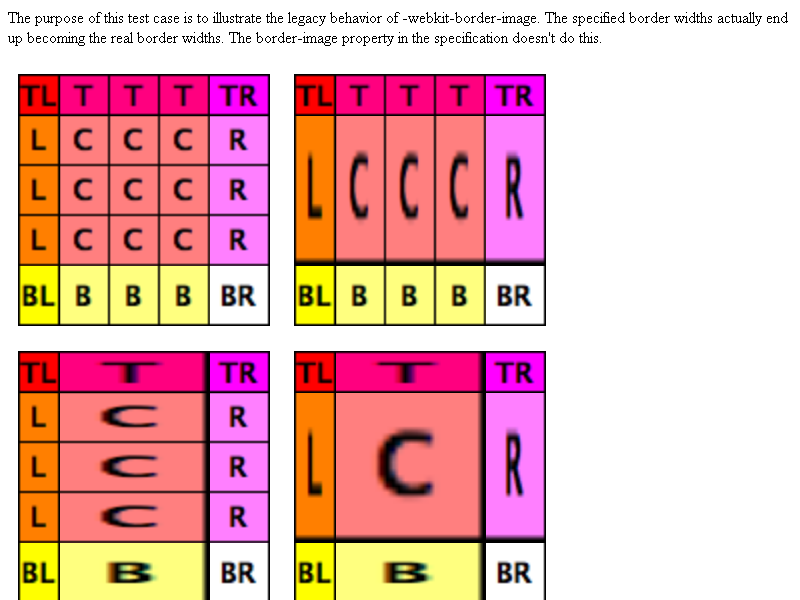 The purpose of this test case is to illustrate the legacy behavior of -webkit-border-image. The specified border widths actually end
up becoming the real border widths. The border-image property in the specification doesn't do this.
TL T T T TR
L C C C R
L C C C R
L C C C R
BL B B B BR
TL T T T TR
L C C C R
BL B B B BR
TL T TR
L C R
L C R
L C R
BL B BR
TL T TR
L C R
BL B BR